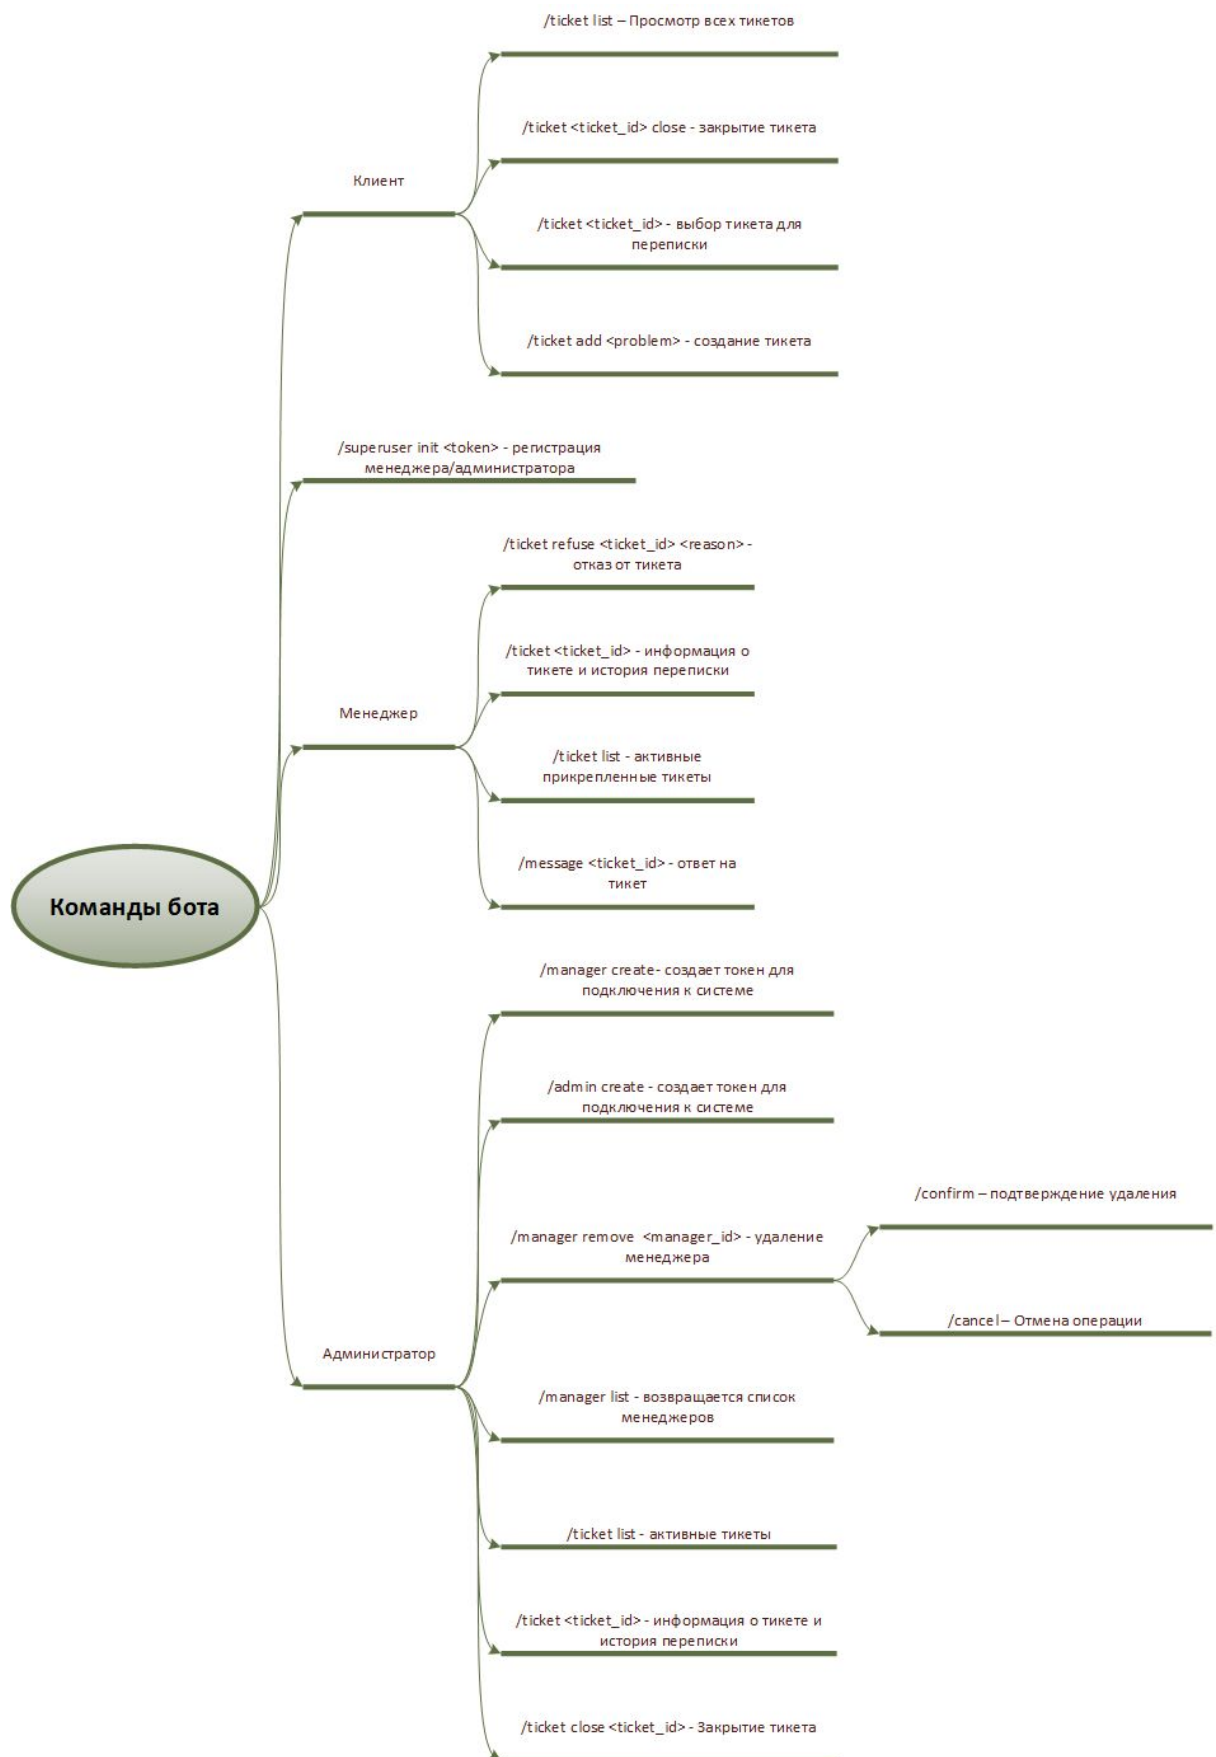 /ticket list – Просмотр всех тикетов
/ticket <ticket_id> close - закрытие тикета
Клиент
/ticket <ticket_id> - выбор тикета для
переписки
/ticket add <problem> - создание тикета
/superuser init <token> - регистрация
менеджера/администратора
/ticket refuse <ticket_id> <reason> -
отказ от тикета
/ticket <ticket_id> - информация о
тикете и история переписки
Менеджер
/ticket list - активные
прикрепленные тикеты
/message <ticket_id> - ответ на
тикет
Команды бота
/manager create- создает токен для
подключения к системе
/admin create - создает токен для
подключения к системе
/confirm – подтверждение удаления
/manager remove  <manager_id> - удаление
менеджера
/cancel – Отмена операции
Администратор
/manager list - возвращается список
менеджеров
/ticket list - активные тикеты
/ticket <ticket_id> - информация о тикете и
история переписки
/ticket close <ticket_id> - Закрытие тикета